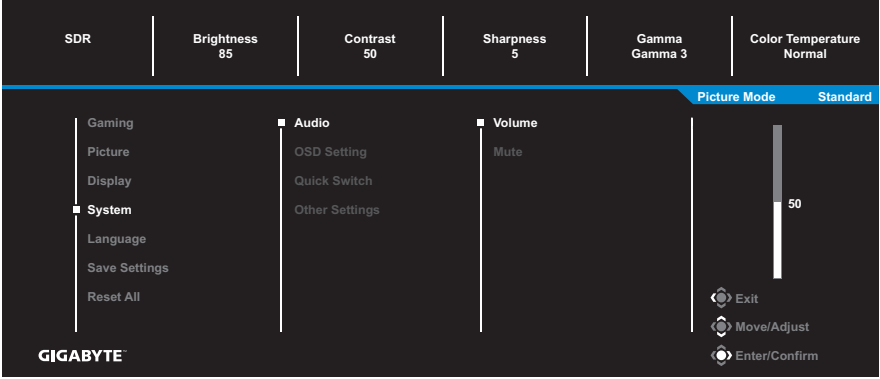 SDR
Brightness
85
Contrast
50
Sharpness
5
Gamma
Gamma 3
Color Temperature
Normal
Picture Mode Standard
Gaming
Picture
Display
System
Language
Save Settings
Reset All
Audio
OSD Setting
Quick Switch
Other Settings
Volume
Mute
50
Exit
Move/Adjust
Enter/Confirm
GIGABYTE™